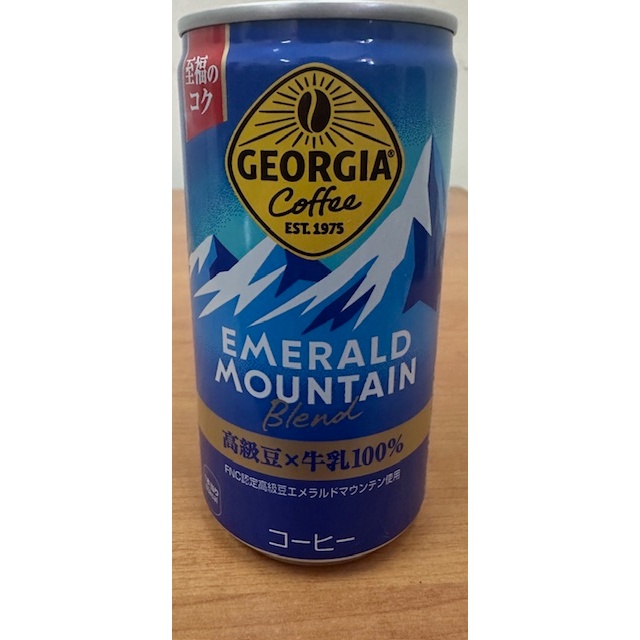 至福の
コク
GEORGIA®
Coffee
EST. 1975
EMERALD
MOUNTAIN
Blend
高級豆×牛乳100%
FNC認定高級豆エメラルドマウンテン使用
コーヒー